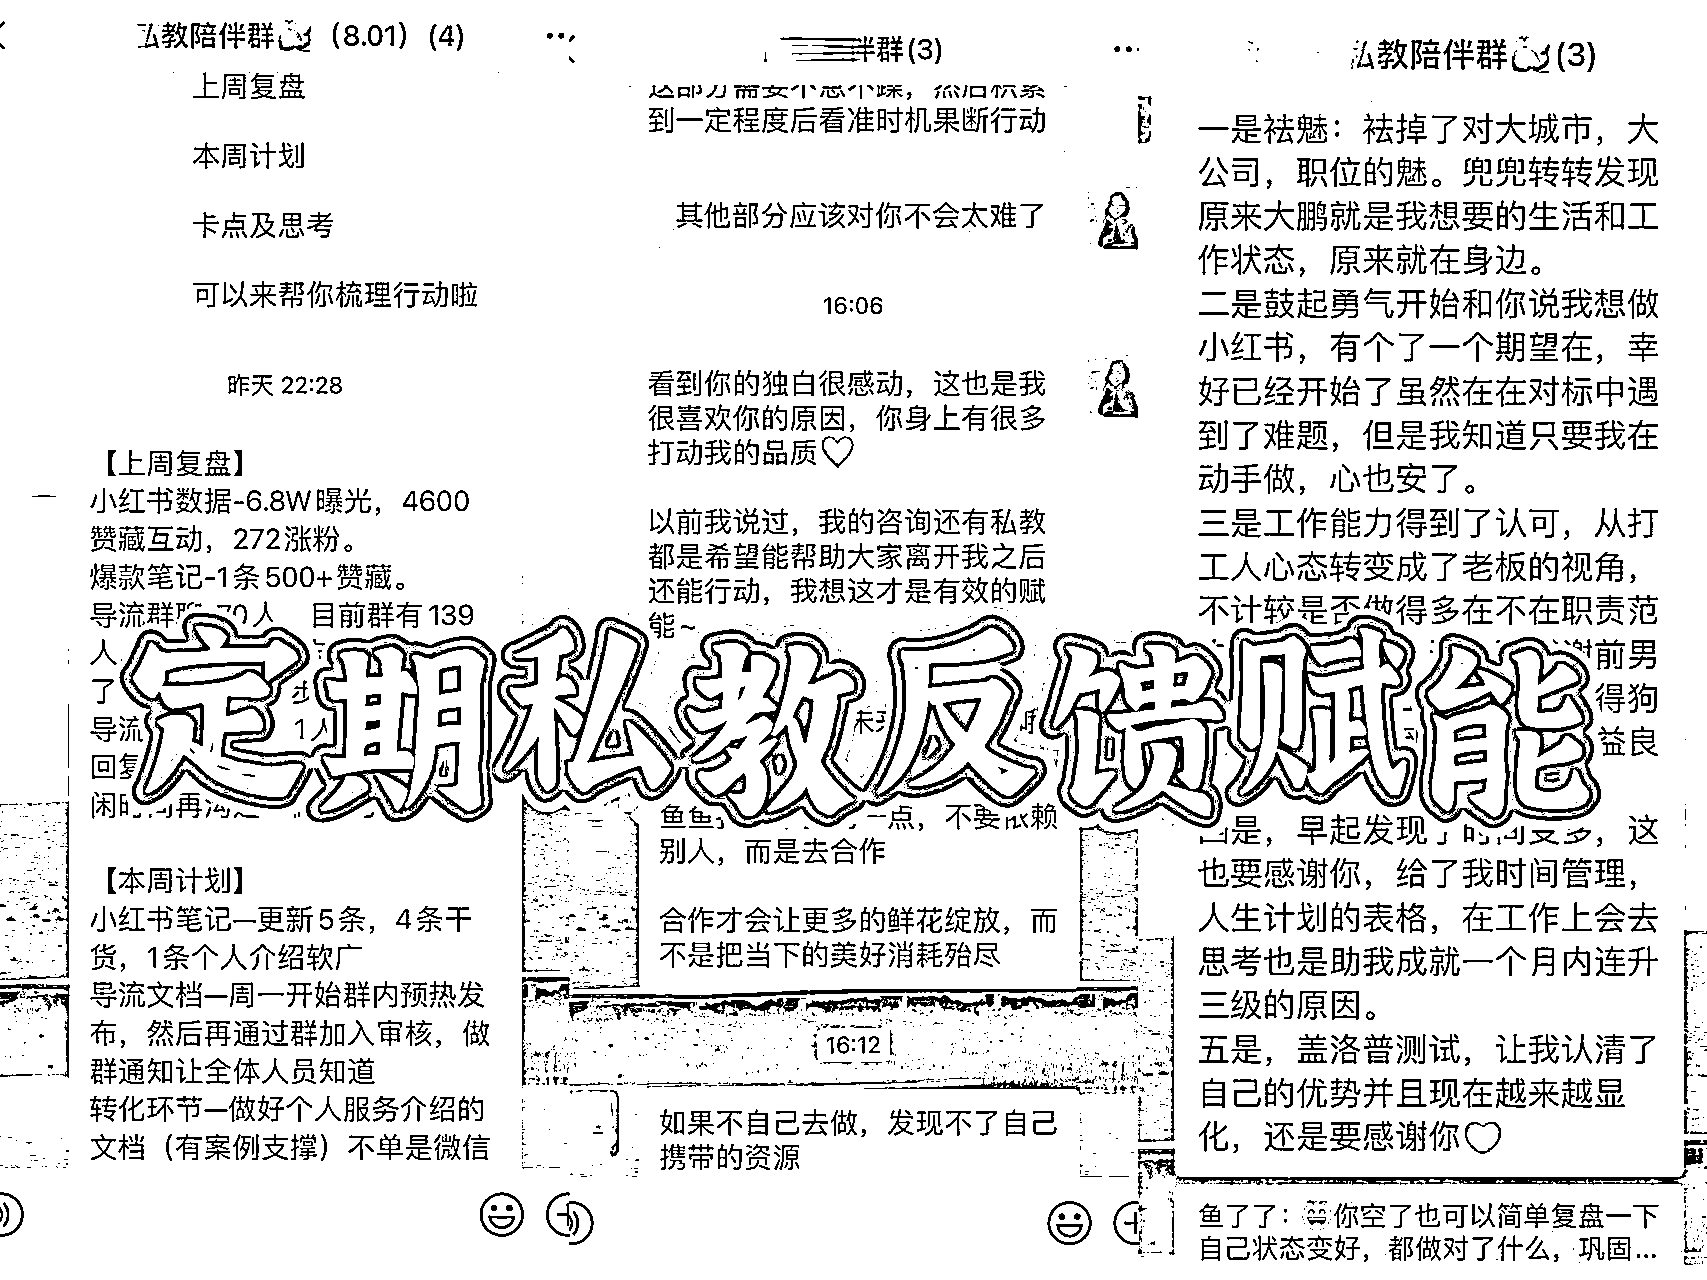 私教陪伴群 (8.01) (4)
上周复盘
本周计划
卡点及思考
可以来帮你梳理行动啦
昨天 22:28
【上周复盘】
小红书数据-6.8W曝光，4600
赞藏互动，272涨粉。
爆款笔记-1条500+赞藏。
导流群聊-70人 目前群有139
人
了
导流 1人
回复
闲时间再沟通
【本周计划】
小红书笔记—更新5条，4条干
货，1条个人介绍软广
导流文档—周一开始群内预热发
布，然后再通过群加入审核，做
群通知让全体人员知道
转化环节—做好个人服务介绍的
文档（有案例支撑）不单是微信
伴群(3)
这部分需要不急不躁，然后积累
到一定程度后看准时机果断行动
其他部分应该对你不会太难了
16:06
看到你的独白很感动，这也是我
很喜欢你的原因，你身上有很多
打动我的品质♡
以前我说过，我的咨询还有私教
都是希望能帮助大家离开我之后
还能行动，我想这才是有效的赋
能~
鱼鱼 一点，不要依赖
别人，而是去合作
合作才会让更多的鲜花绽放，而
不是把当下的美好消耗殆尽
16:12
如果不自己去做，发现不了自己
携带的资源
私教陪伴群(3)
一是祛魅：祛掉了对大城市，大
公司，职位的魅。兜兜转转发现
原来大鹏就是我想要的生活和工
作状态，原来就在身边。
二是鼓起勇气开始和你说我想做
小红书，有个了一个期望在，幸
好已经开始了虽然在在对标中遇
到了难题，但是我知道只要我在
动手做，心也安了。
三是工作能力得到了认可，从打
工人心态转变成了老板的视角，
不计较是否做得多在不在职责范
谢前男
得狗
益良
四是，早起发现了时间变多，这
也要感谢你，给了我时间管理，
人生计划的表格，在工作上会去
思考也是助我成就一个月内连升
三级的原因。
五是，盖洛普测试，让我认清了
自己的优势并且现在越来越显
化，还是要感谢你♡
鱼了了：你空了也可以简单复盘一下
自己状态变好，都做对了什么，巩固...
定期私教反馈赋能